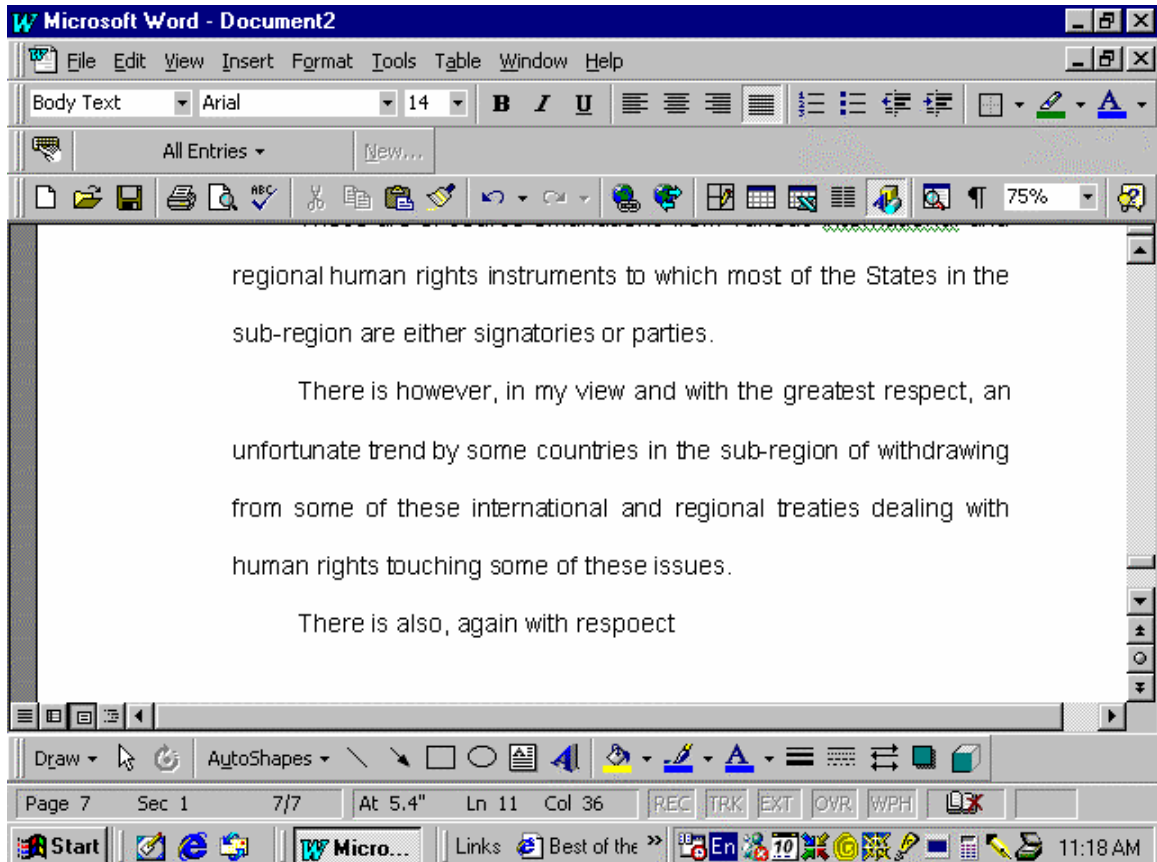 Microsoft Word - Document2
File Edit View Insert Format Tools Table Window Help
Body Text Arial 14 B I U
All Entries New...
ABC 75%
regional human rights instruments to which most of the States in the
sub-region are either signatories or parties.
There is however, in my view and with the greatest respect, an
unfortunate trend by some countries in the sub-region of withdrawing
from some of these international and regional treaties dealing with
human rights touching some of these issues.
There is also, again with respoect
Draw AutoShapes
Page 7 Sec 1 7/7 At 5.4" Ln 11 Col 36 REC TRK EXT OVR WPH
Start Micro... Links Best of the » En 10 11:18 AM